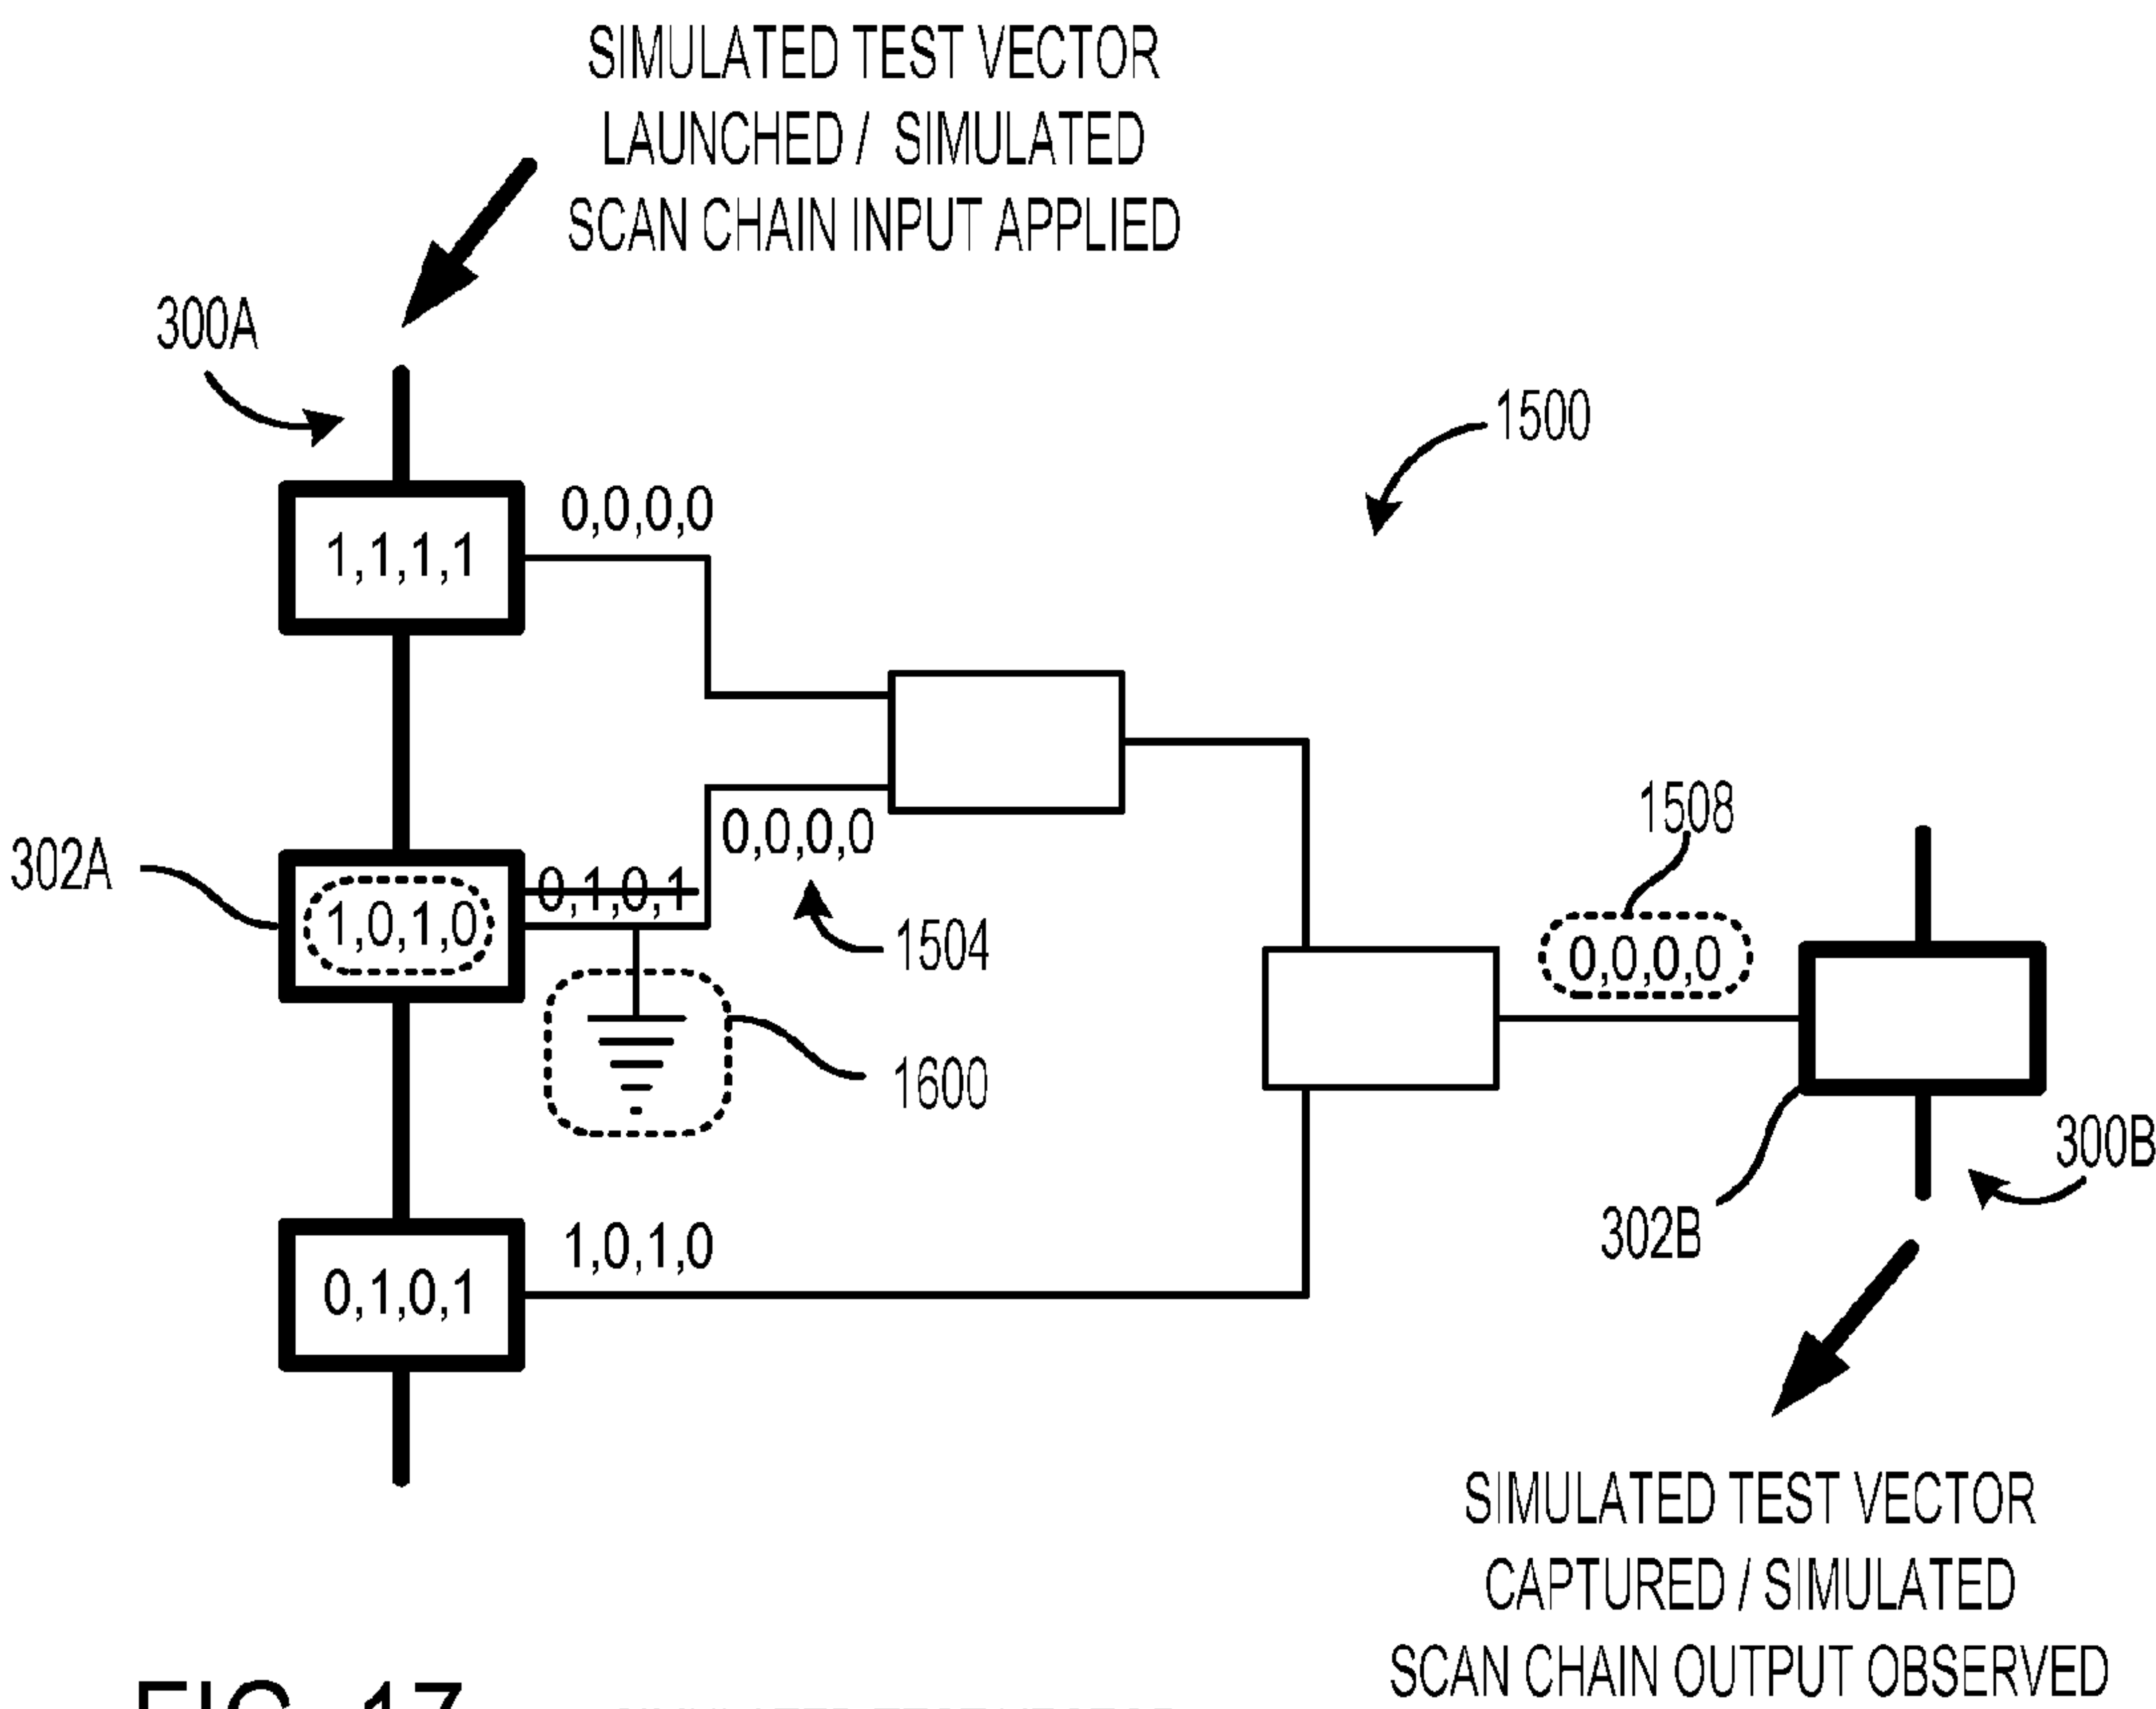 SIMULATED TEST VECTOR
LAUNCHED / SIMULATED
SCAN CHAIN INPUT APPLIED
300A
1500
0,0,0,0
1,1,1,1
1508
0,0,0,0
302A
0,1,0,1
1,0,1,0
1504
0,0,0,0
1600
300B
302B
1,0,1,0
0,1,0,1
SIMULATED TEST VECTOR
CAPTURED / SIMULATED
SCAN CHAIN OUTPUT OBSERVED
FIG. 17